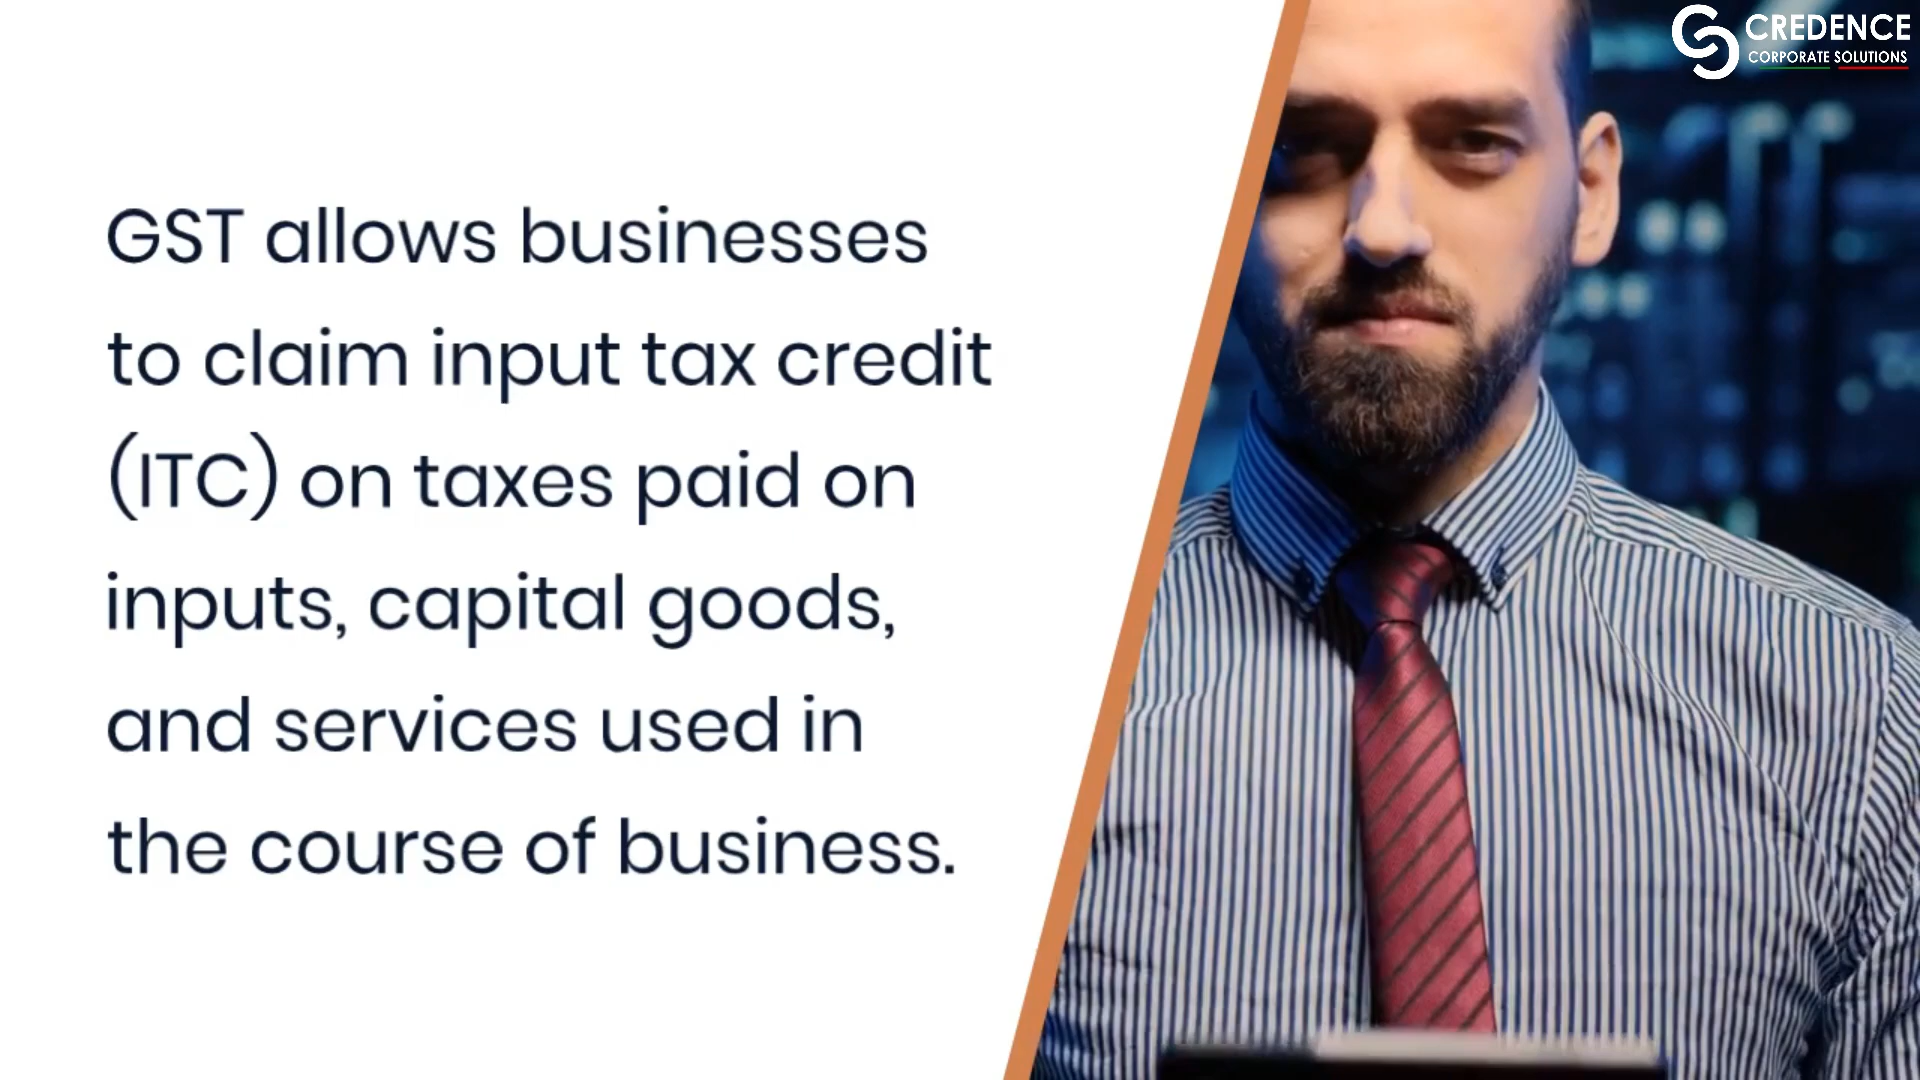 GST allows businesses
to claim input tax credit
(ITC) on taxes paid on
inputs, capital goods,
and services used in
the course of business.
CREDENCE
CORPORATE SOLUTIONS